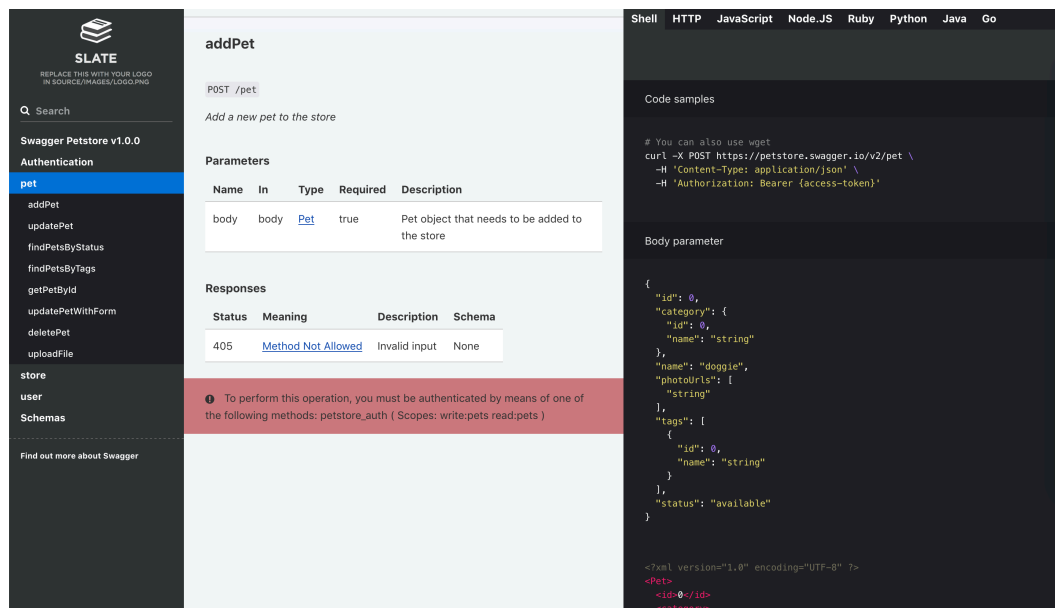 SLATE
REPLACE THIS WITH YOUR LOGO
IN SOURCE/IMAGES/LOGO.PNG
Search
Swagger Petstore v1.0.0
Authentication
pet
addPet
updatePet
findPetsByStatus
findPetsByTags
getPetById
updatePetWithForm
deletePet
uploadFile
store
user
Schemas
Find out more about Swagger
addPet
POST /pet
Add a new pet to the store
Parameters
Name In Type Required Description
body body Pet true Pet object that needs to be added to
the store
Responses
Status Meaning Description Schema
405 Method Not Allowed Invalid input None
To perform this operation, you must be authenticated by means of one of
the following methods: petstore_auth ( Scopes: write:pets read:pets )
Shell HTTP JavaScript Node.JS Ruby Python Java Go
Code samples
# You can also use wget
curl -X POST https://petstore.swagger.io/v2/pet \
-H 'Content-Type: application/json' \
-H 'Authorization: Bearer {access-token}'
Body parameter
{
"id": 0,
"category": {
"id": 0,
"name": "string"
},
"name": "doggie",
"photoUrls": [
"string"
],
"tags": [
{
"id": 0,
"name": "string"
}
],
"status": "available"
}
<?xml version="1.0" encoding="UTF-8" ?>
<Pet>
<id>0</id>